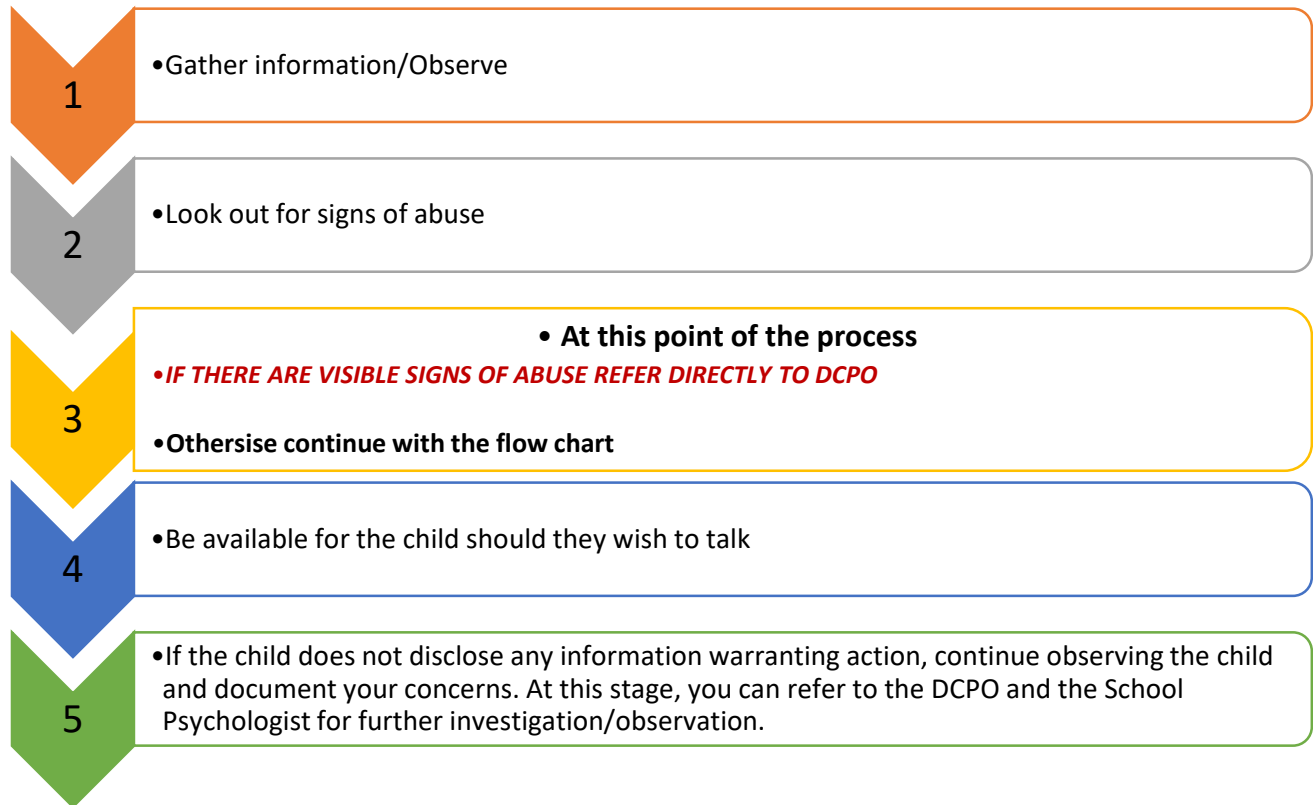 1
•Gather information/Observe
2
•Look out for signs of abuse
3
• At this point of the process
•IF THERE ARE VISIBLE SIGNS OF ABUSE REFER DIRECTLY TO DCPO
•Othersise continue with the flow chart
4
•Be available for the child should they wish to talk
5
•If the child does not disclose any information warranting action, continue observing the child
and document your concerns. At this stage, you can refer to the DCPO and the School
Psychologist for further investigation/observation.